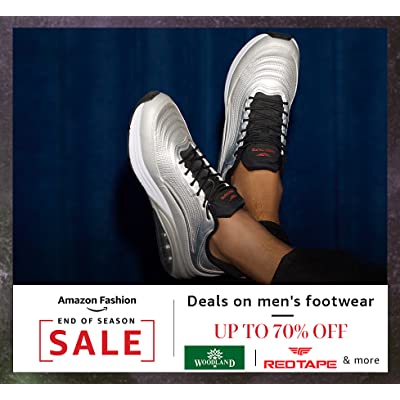 Amazon Fashion
END OF SEASON
SALE
Deals on men's footwear
UP TO 70% OFF
WOODLAND
REDTAPE & more